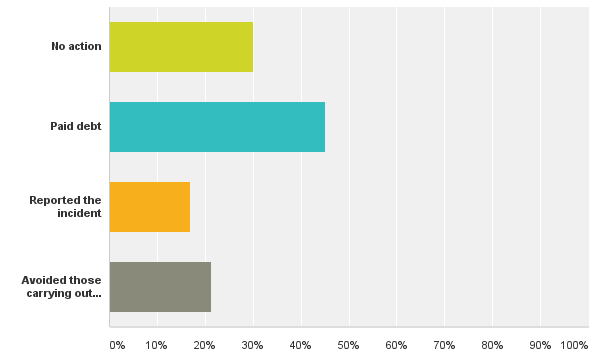 No action
Paid debt
Reported the
incident
Avoided those
carrying out...
0% 10% 20% 30% 40% 50% 60% 70% 80% 90% 100%